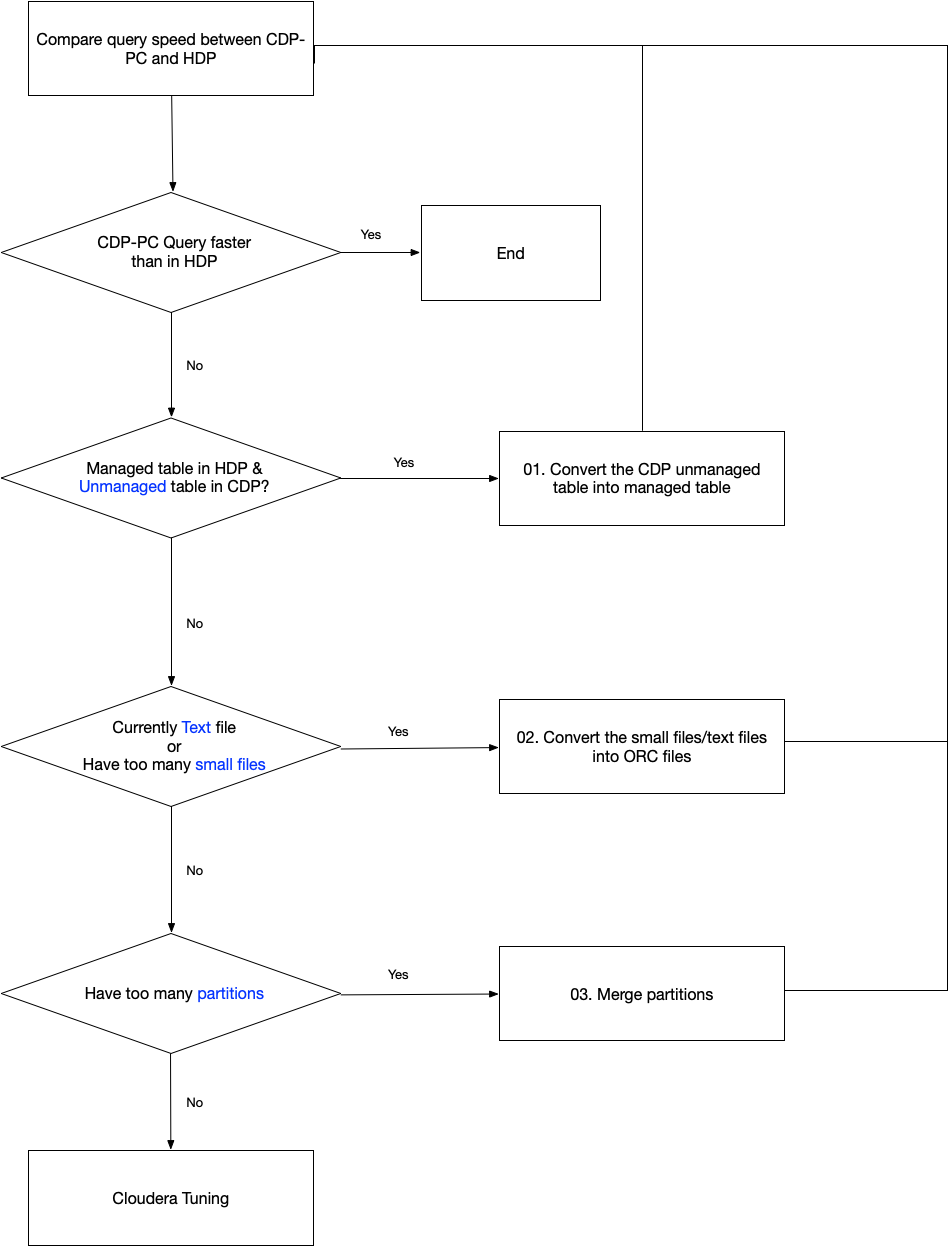 Compare query speed between CDP-
PC and HDP
CDP-PC Query faster
than in HDP
Yes
End
No
Managed table in HDP &
Unmanaged table in CDP?
Yes
01. Convert the CDP unmanaged
table into managed table
No
Currently Text file
or
Have too many small files
Yes
02. Convert the small files/text files
into ORC files
No
Have too many partitions
Yes
03. Merge partitions
No
Cloudera Tuning